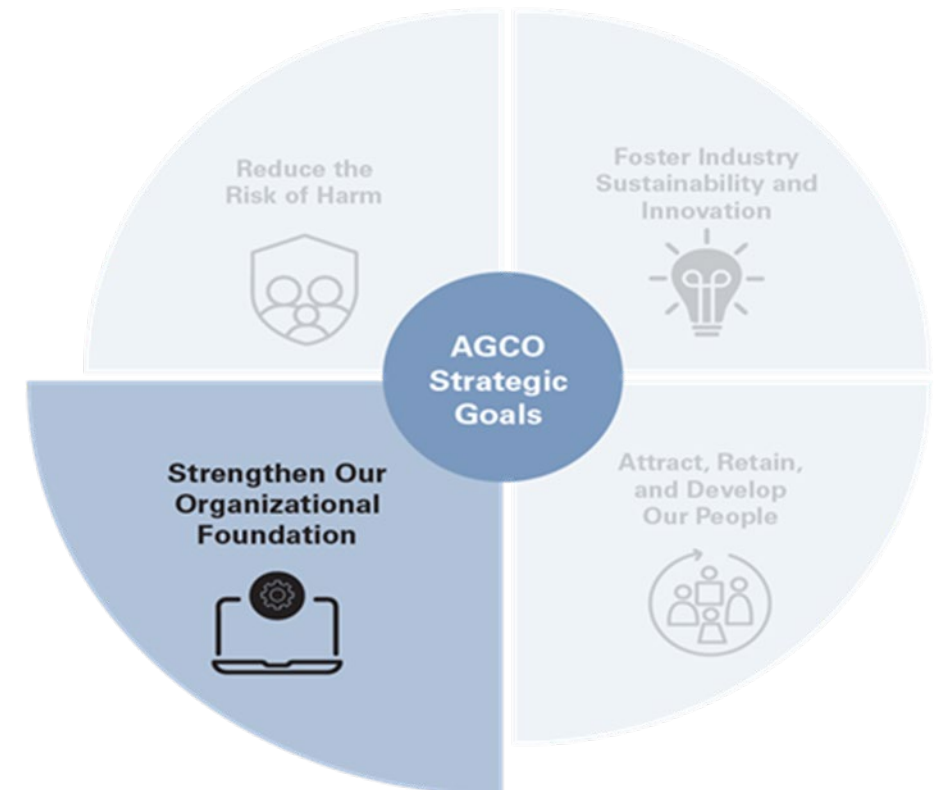 Reduce the
Risk of Harm
Foster Industry
Sustainability and
Innovation
AGCO
Strategic
Goals
Strengthen Our
Organizational
Foundation
Attract, Retain,
and Develop
Our People